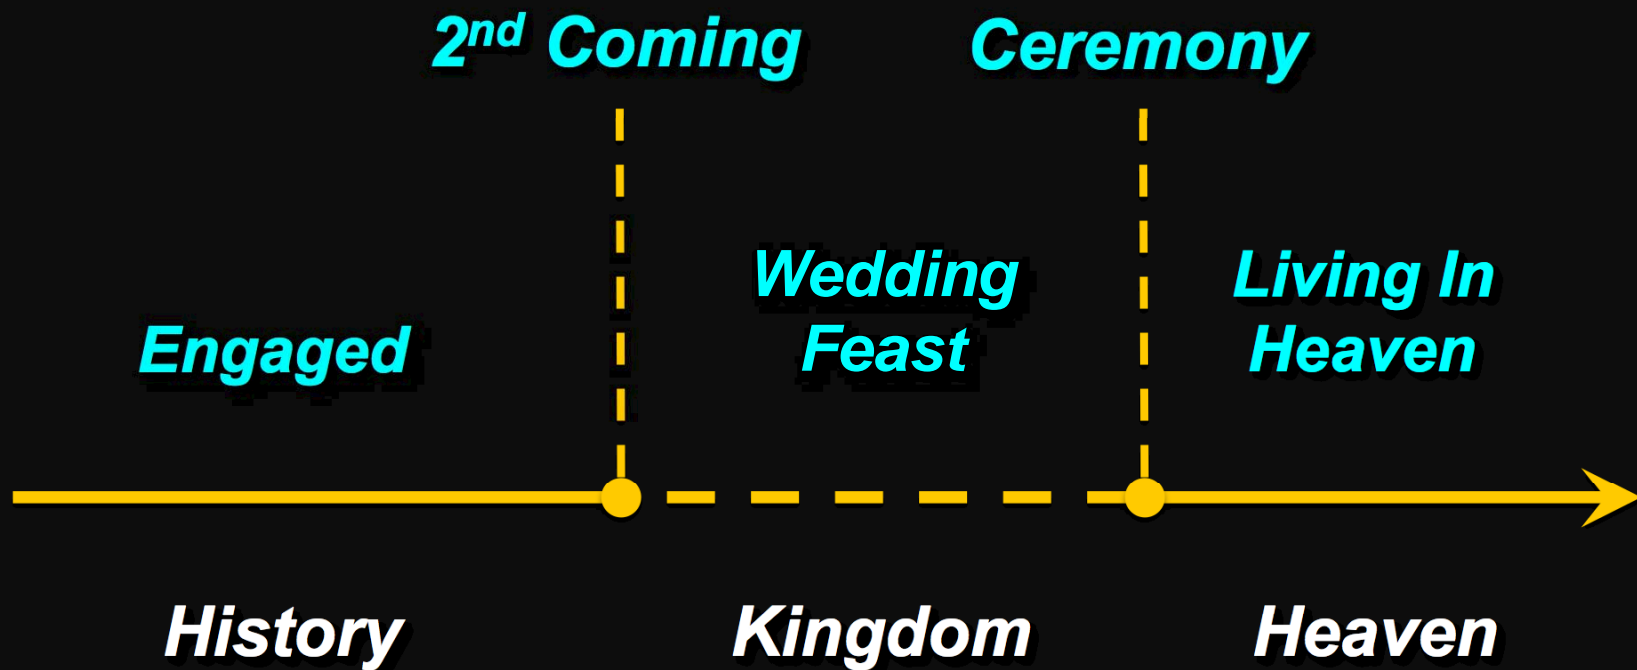 2nd Coming
Ceremony
Engaged
Wedding
Feast
Living In
Heaven
History
Kingdom
Heaven